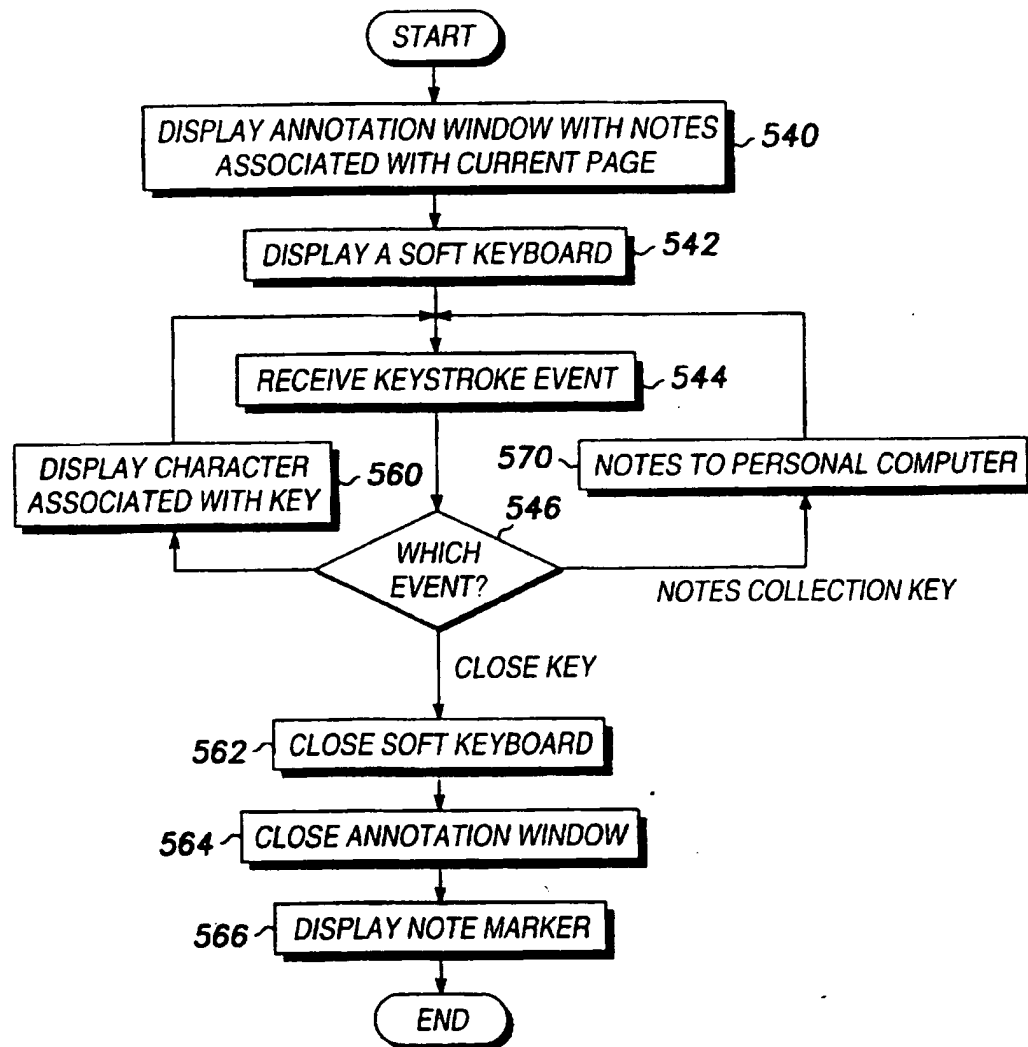 START
DISPLAY ANNOTATION WINDOW WITH NOTES
ASSOCIATED WITH CURRENT PAGE
540
DISPLAY A SOFT KEYBOARD
542
RECEIVE KEYSTROKE EVENT
544
DISPLAY CHARACTER
ASSOCIATED WITH KEY
560
570
NOTES TO PERSONAL COMPUTER
546
WHICH
EVENT?
NOTES COLLECTION KEY
CLOSE KEY
562
CLOSE SOFT KEYBOARD
564
CLOSE ANNOTATION WINDOW
566
DISPLAY NOTE MARKER
END